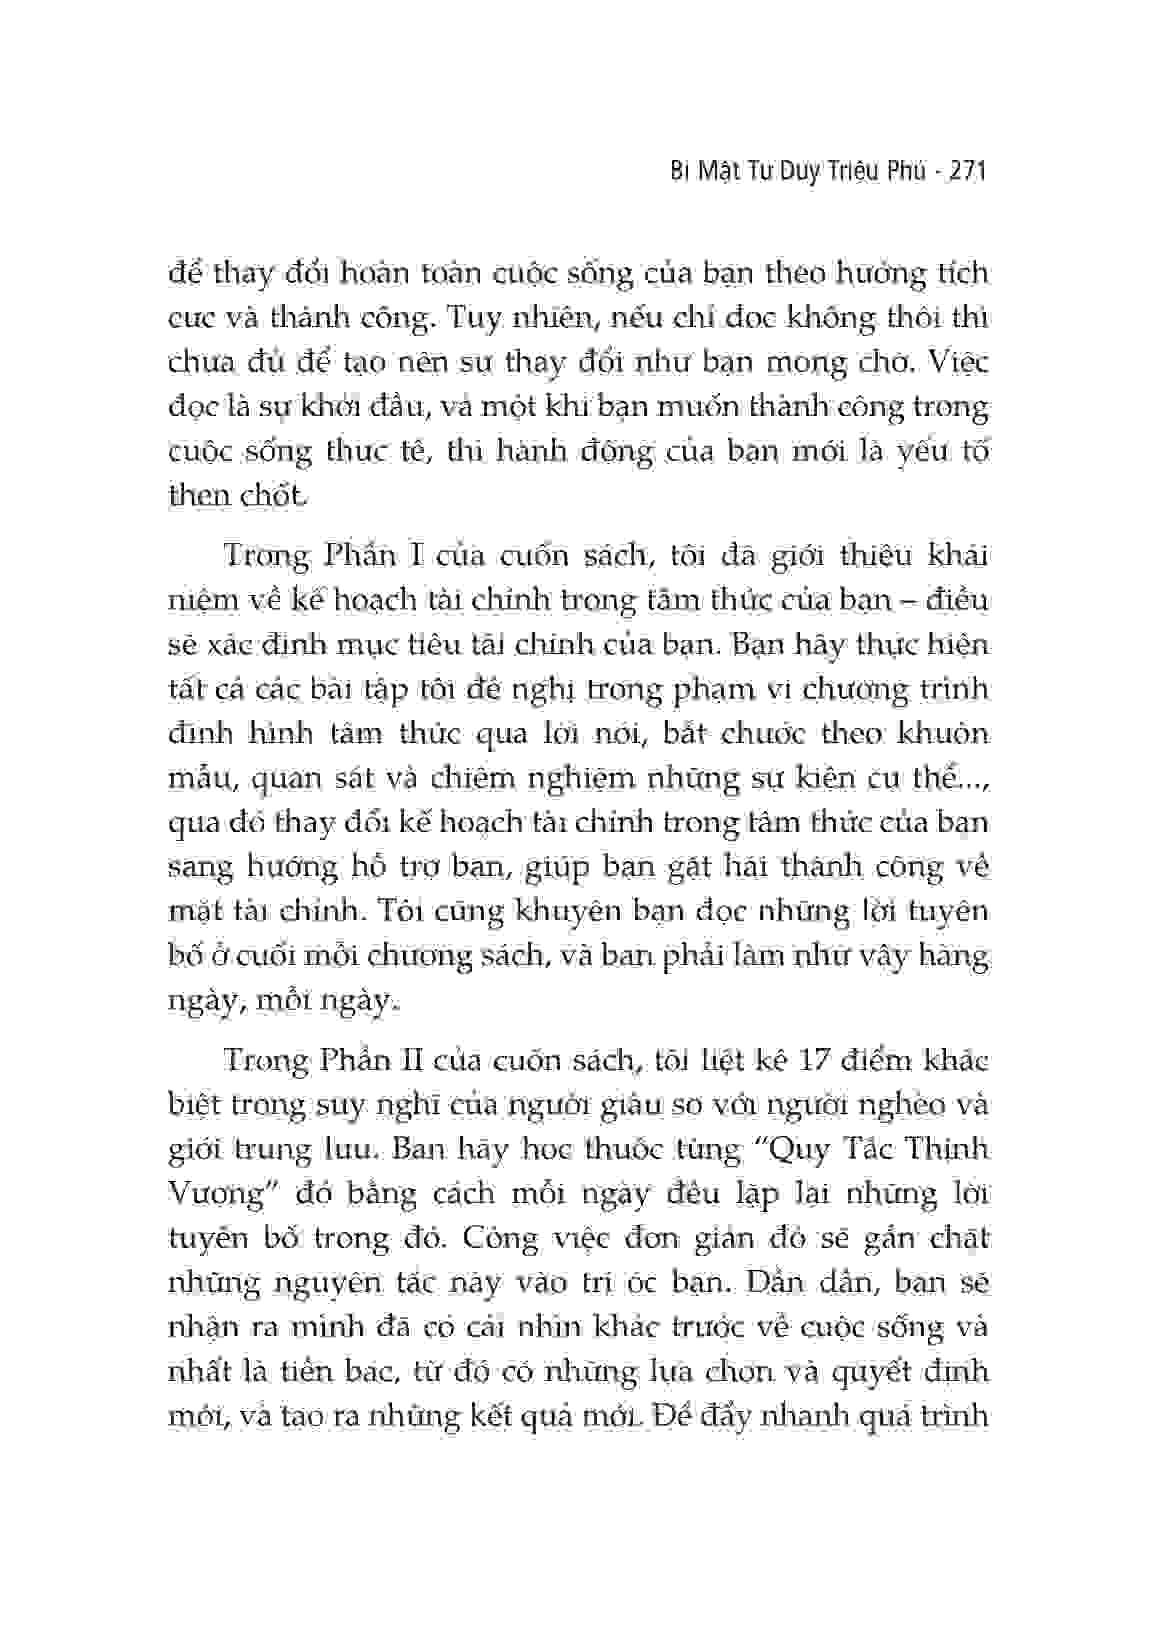 Bí Mật Tư Duy Triệu Phú - 271
để thay đổi hoàn toàn cuộc sống của bạn theo hướng tích
cực và thành công. Tuy nhiên, nếu chỉ đọc không thôi thì
chưa đủ để tạo nên sự thay đổi như bạn mong chờ. Việc
đọc là sự khởi đầu, và một khi bạn muốn thành công trong
cuộc sống thực tế, thì hành động của bạn mới là yếu tố
then chốt.
Trong Phần I của cuốn sách, tôi đã giới thiệu khái
niệm về kế hoạch tài chính trong tâm thức của bạn – điều
sẽ xác định mục tiêu tài chính của bạn. Bạn hãy thực hiện
tất cả các bài tập tôi đề nghị trong phạm vi chương trình
định hình tâm thức qua lời nói, bắt chước theo khuôn
mẫu, quan sát và chiêm nghiệm những sự kiện cụ thể...,
qua đó thay đổi kế hoạch tài chính trong tâm thức của bạn
sang hướng hỗ trợ bạn, giúp bạn gặt hái thành công về
mặt tài chính. Tôi cũng khuyên bạn đọc những lời tuyên
bố ở cuối mỗi chương sách, và bạn phải làm như vậy hàng
ngày, mỗi ngày.
Trong Phần II của cuốn sách, tôi liệt kê 17 điểm khác
biệt trong suy nghĩ của người giàu so với người nghèo và
giới trung lưu. Bạn hãy học thuộc từng “Quy Tắc Thịnh
Vượng” đó bằng cách mỗi ngày đều lặp lại những lời
tuyên bố trong đó. Công việc đơn giản đó sẽ gắn chặt
những nguyên tắc này vào trí óc bạn. Dần dần, bạn sẽ
nhận ra mình đã có cái nhìn khác trước về cuộc sống và
nhất là tiền bạc, từ đó có những lựa chọn và quyết định
mới, và tạo ra những kết quả mới. Để đẩy nhanh quá trình